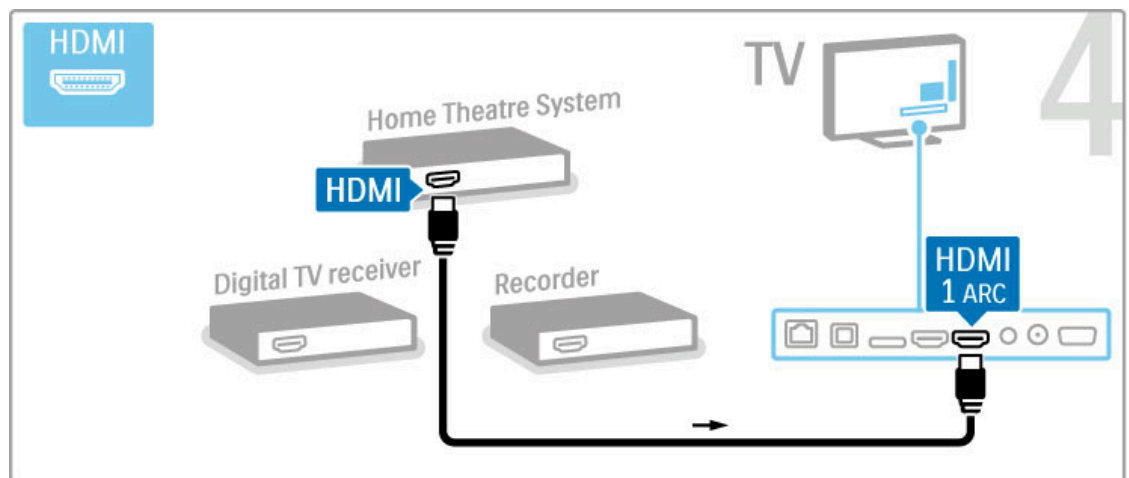 HDMI
TV
4
Home Theatre System
HDMI
Digital TV receiver
Recorder
HDMI
1 ARC